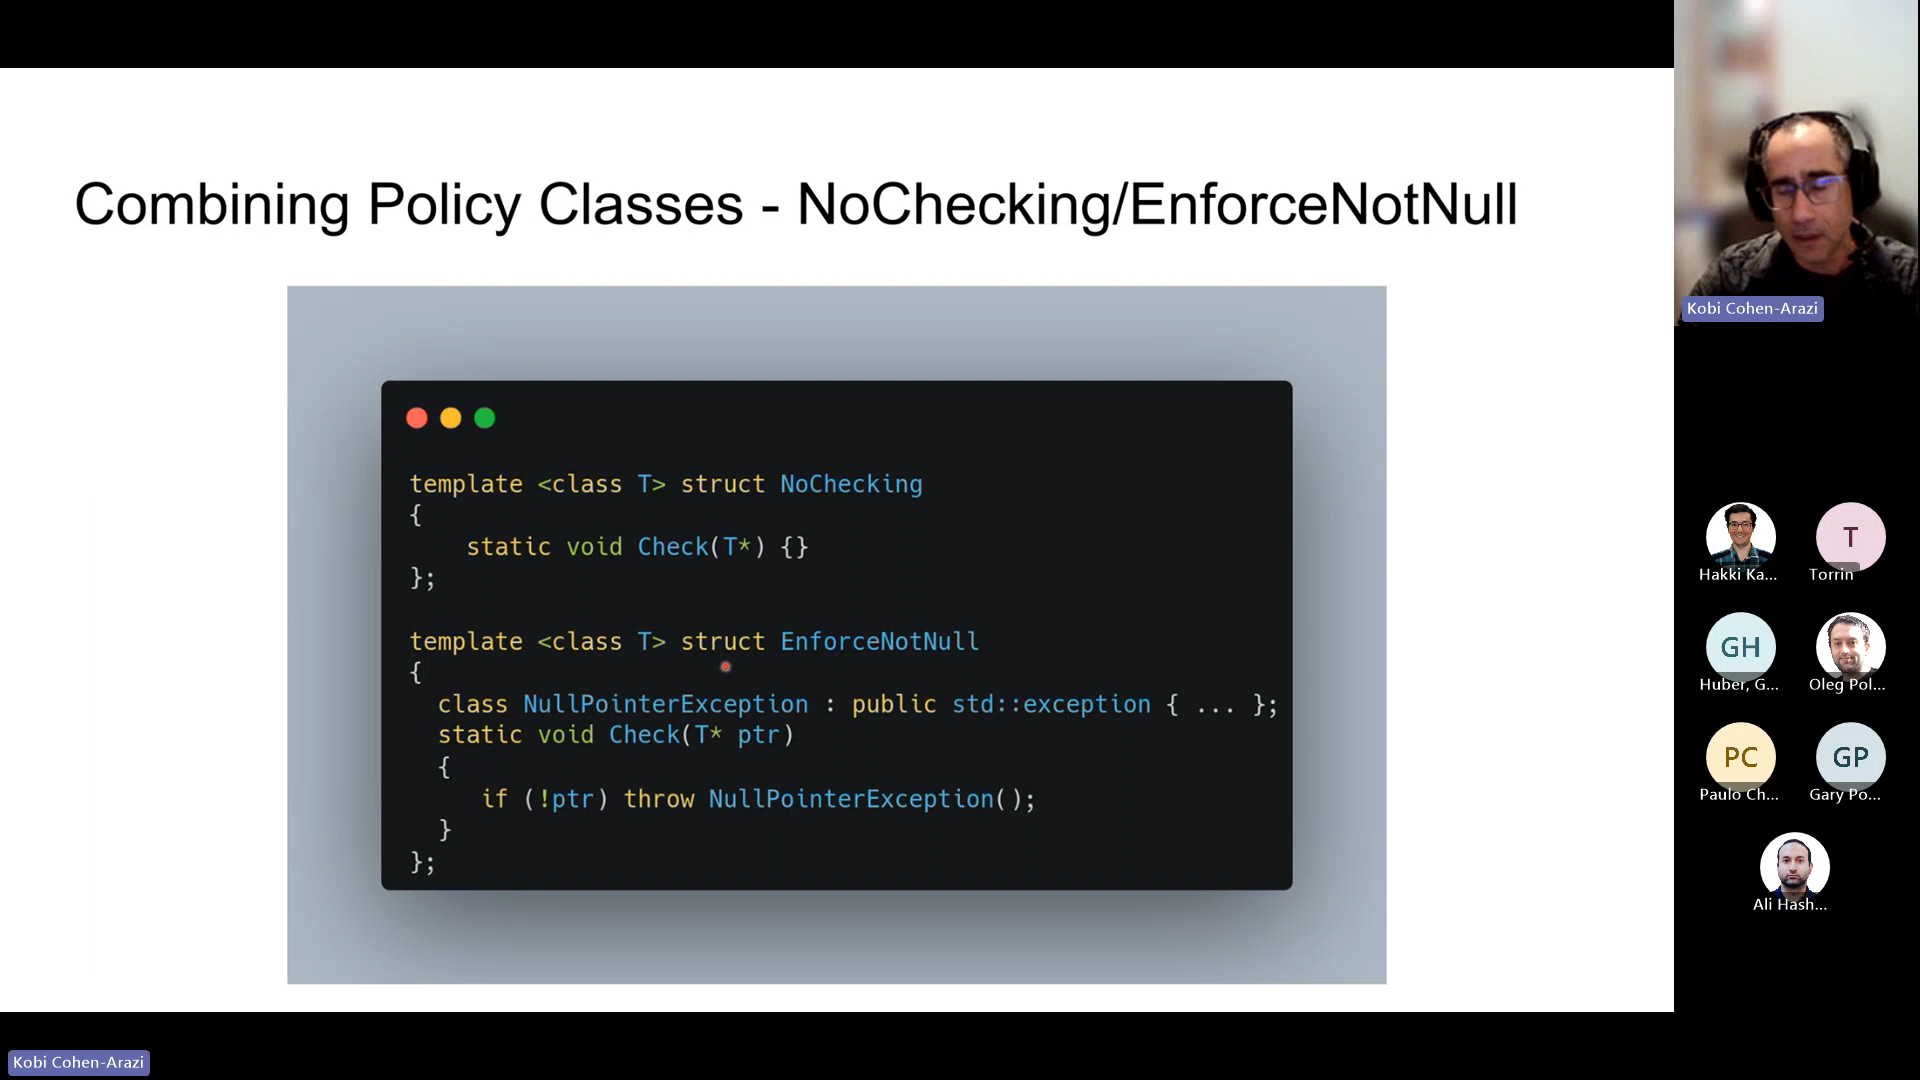 Combining Policy Classes - NoChecking/EnforceNotNull
template <class T> struct NoChecking
{
    static void Check(T*) {}
};
template <class T> struct EnforceNotNull
{
  class NullPointerException : public std::exception { ... };
  static void Check(T* ptr)
  {
     if (!ptr) throw NullPointerException();
  }
};
Kobi Cohen-Arazi
Hakki Ka...
T
Torrin
GH
Huber, G...
Oleg Pol...
PC
Paulo Ch...
GP
Gary Po...
Ali Hash...
Kobi Cohen-Arazi